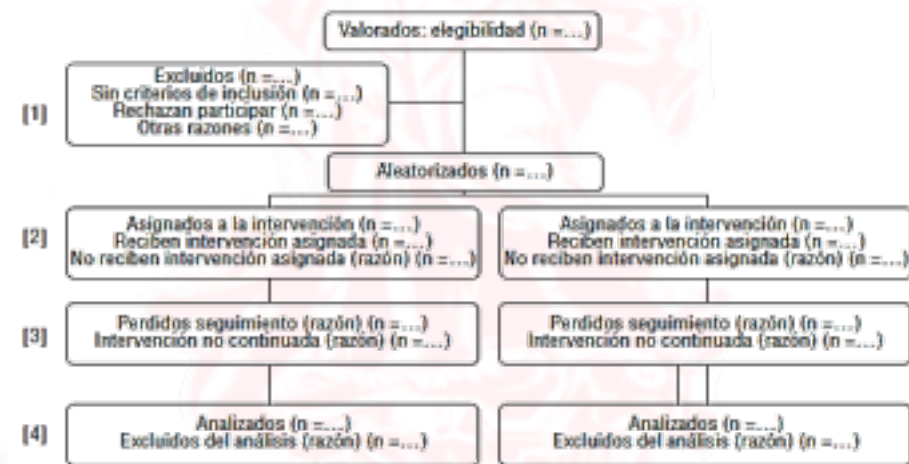 Valorados: elegibilidad (n =...)
[1]
Excluidos (n =...)
Sin criterios de inclusión (n =...)
Rechazan participar (n =...)
Otras razones (n =...)
Aleatorizados (n =...)
[2]
Asignados a la intervención (n =...)
Reciben intervención asignada (n =...)
No reciben intervención asignada (razón) (n =...)
Asignados a la intervención (n =...)
Reciben intervención asignada (n =...)
No reciben intervención asignada (razón) (n =...)
[3]
Perdidos seguimiento (razón) (n =...)
Intervención no continuada (razón) (n =...)
Perdidos seguimiento (razón) (n =...)
Intervención no continuada (razón) (n =...)
[4]
Analizados (n =...)
Excluidos del análisis (razón) (n =...)
Analizados (n =...)
Excluidos del análisis (razón) (n =...)